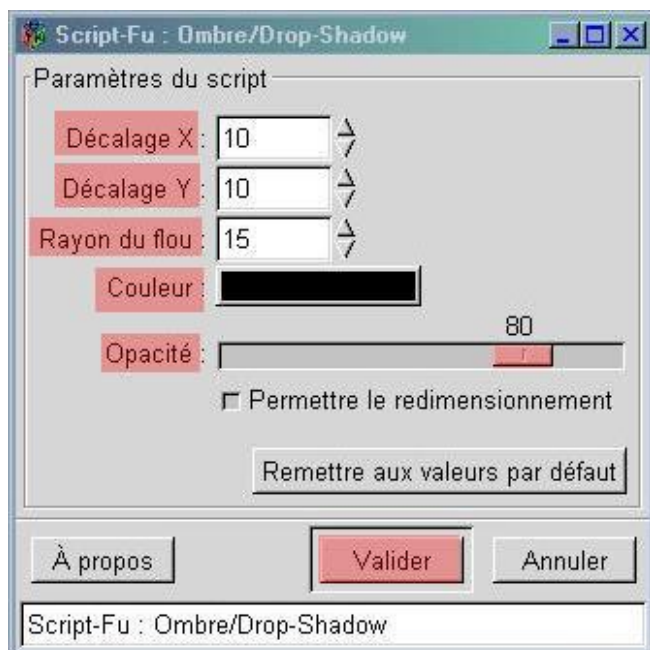 Script-Fu : Ombre/Drop-Shadow
Paramètres du script
Décalage X : 10
Décalage Y : 10
Rayon du flou : 15
Couleur :
80
Opacité :
Permettre le redimensionnement
Remettre aux valeurs par défaut
À propos Valider Annuler
Script-Fu : Ombre/Drop-Shadow